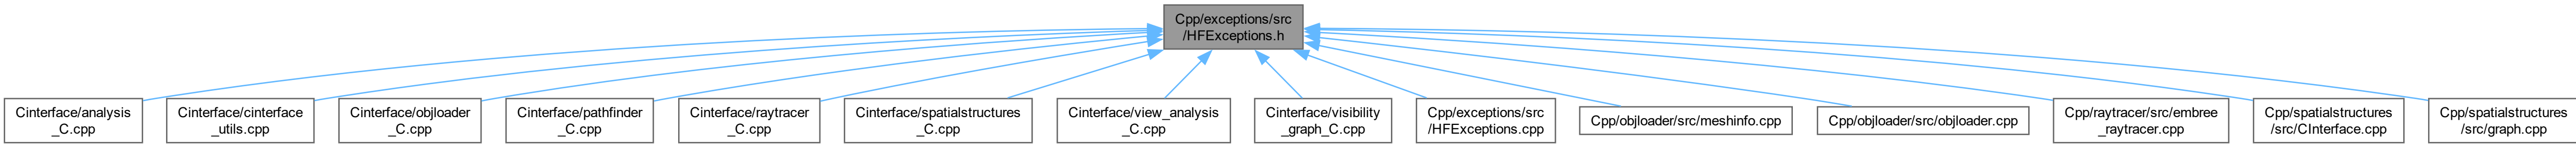 Cpp/exceptions/src
/HFExceptions.h
Cinterface/analysis
_C.cpp
Cinterface/cinterface
_utils.cpp
Cinterface/objloader
_C.cpp
Cinterface/pathfinder
_C.cpp
Cinterface/raytracer
_C.cpp
Cinterface/spatialstructures
_C.cpp
Cinterface/view_analysis
_C.cpp
Cinterface/visibility
_graph_C.cpp
Cpp/exceptions/src
/HFExceptions.cpp
Cpp/objloader/src/meshinfo.cpp
Cpp/objloader/src/objloader.cpp
Cpp/raytracer/src/embree
_raytracer.cpp
Cpp/spatialstructures
/src/CInterface.cpp
Cpp/spatialstructures
/src/graph.cpp